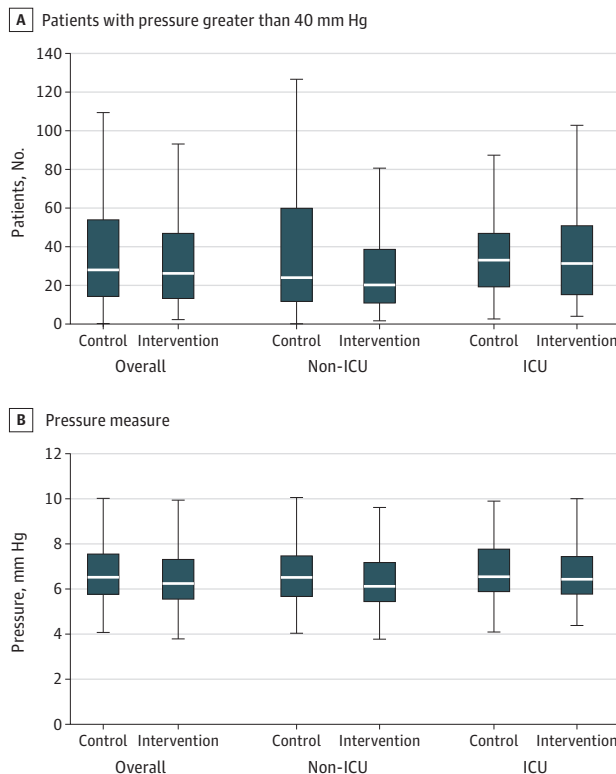 A Patients with pressure greater than 40 mm Hg
140
120
100
80
60
40
20
0
Patients, No.
Control Intervention Control Intervention Control Intervention
Overall Non-ICU ICU
B Pressure measure
12
10
8
6
4
2
0
Pressure, mm Hg
Control Intervention Control Intervention Control Intervention
Overall Non-ICU ICU